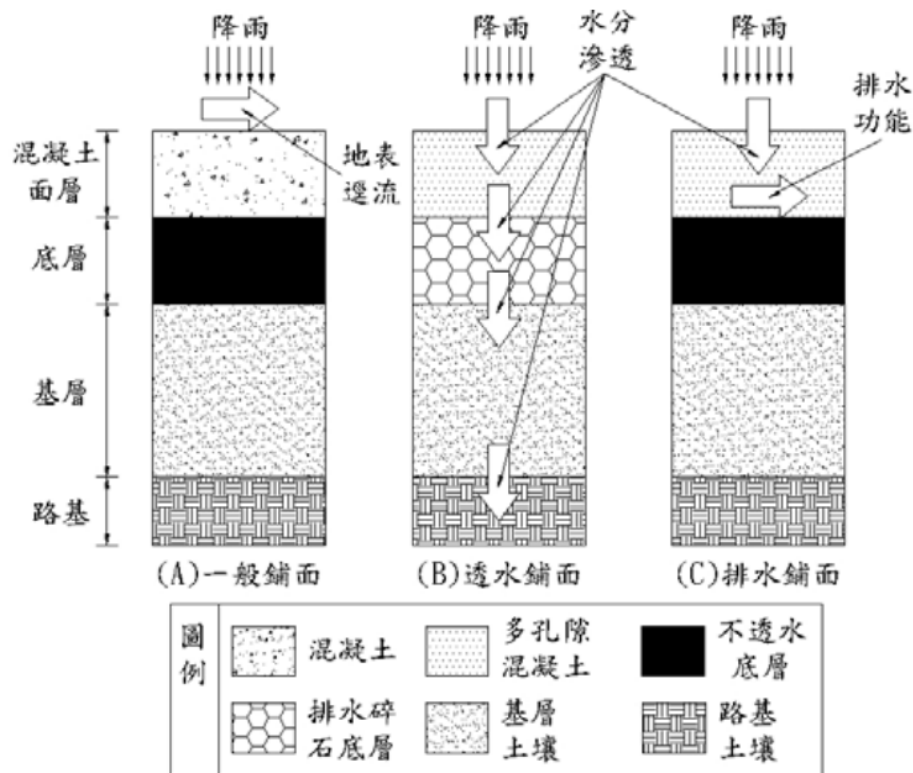 降雨
降雨
水分
滲透
降雨
排水
功能
混凝土
面層
地表
逕流
底層
基層
路基
(A)一般鋪面
(B)透水鋪面
(C)排水鋪面
圖
例
混凝土
多孔隙
混凝土
不透水
底層
排水碎
石底層
基層
土壤
路基
土壤